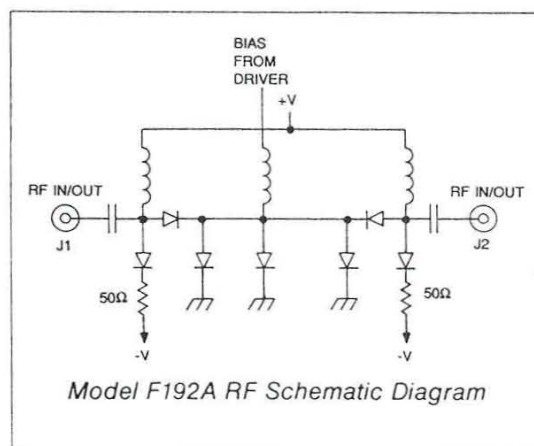 BIAS
FROM
DRIVER
+V
RF IN/OUT
RF IN/OUT
J1
J2
50Ω
50Ω
-V
-V
Model F192A RF Schematic Diagram